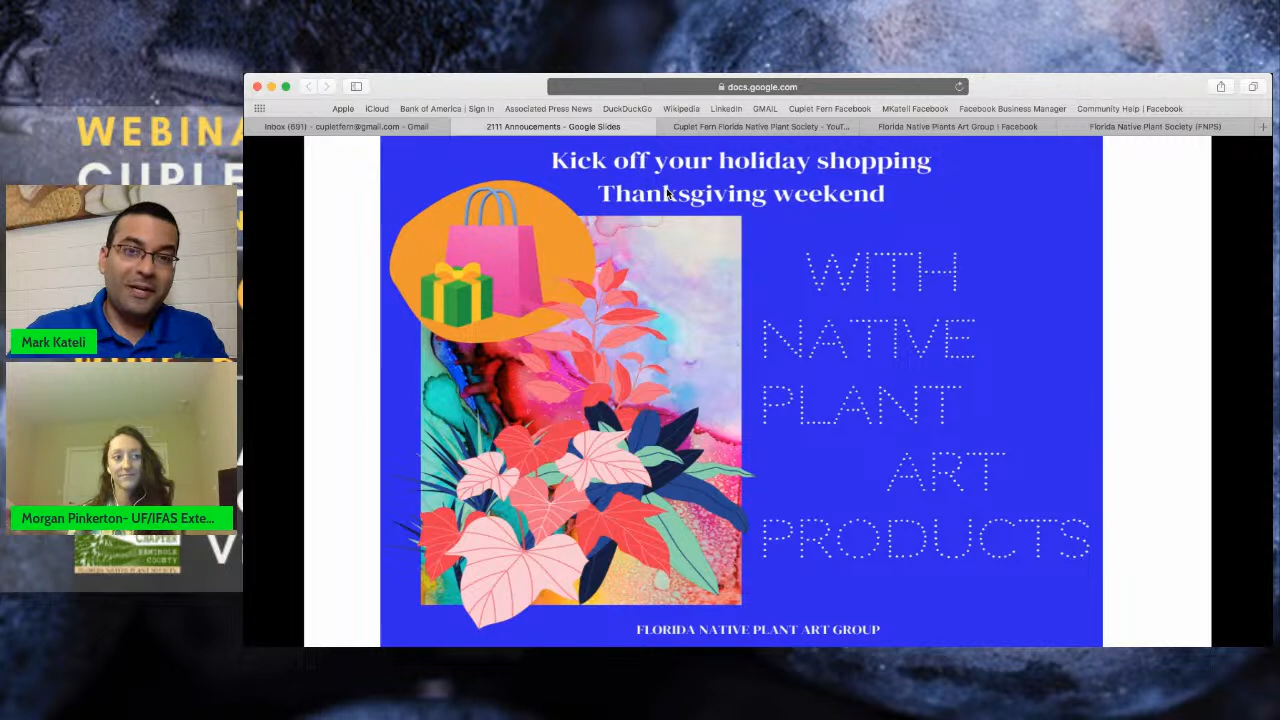 WEBINA
CUPLE
Mark Kateli
Morgan Pinkerton- UF/IFAS Exte...
CHAPTER
SEMINOLE
COUNTY
docs.google.com
Apple iCloud Bank of America | Sign In Associated Press News DuckDuckGo Wikipedia LinkedIn GMAIL Cuplet Fern Facebook MKateli Facebook Facebook Business Manager Community Help | Facebook
Inbox (691) - cupletfern@gmail.com - Gmail 2111 Annoucements - Google Slides Cuplet Fern Florida Native Plant Society - YouT... Florida Native Plants Art Group | Facebook Florida Native Plant Society (FNPS)
Kick off your holiday shopping
Thanksgiving weekend
WITH
NATIVE
PLANT
ART
PRODUCTS
FLORIDA NATIVE PLANT ART GROUP